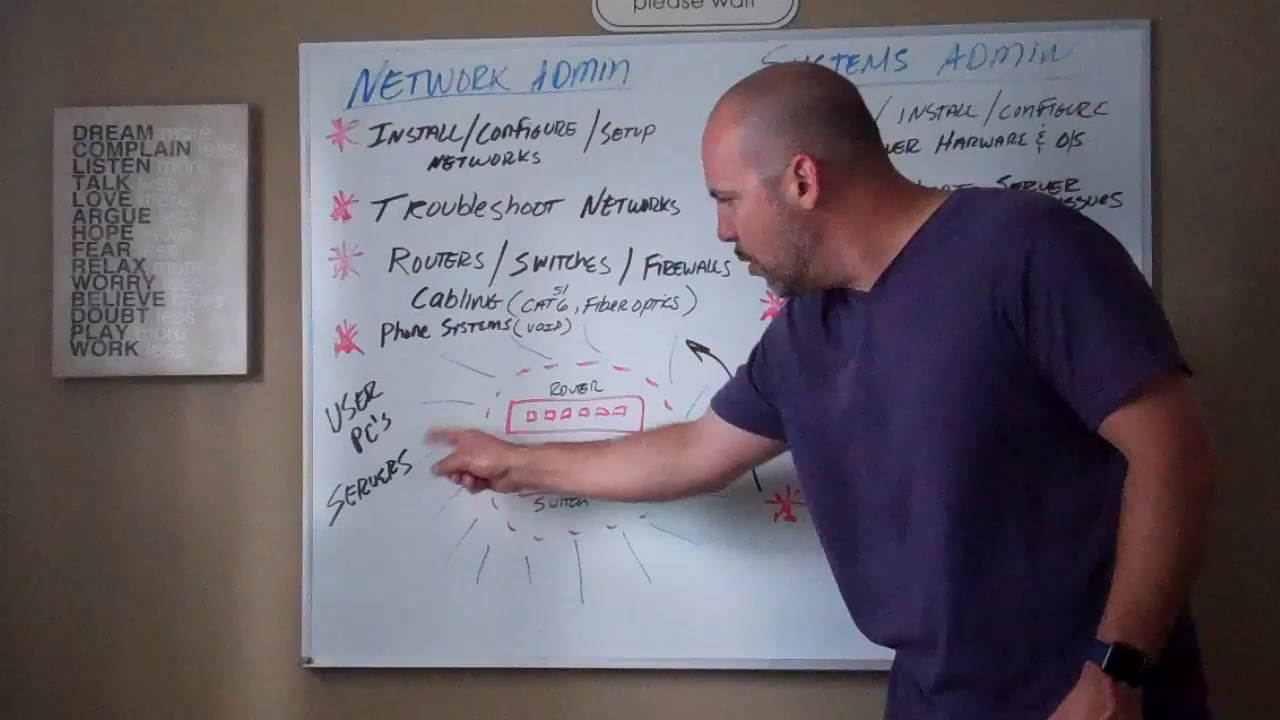 please wait
DREAM more
COMPLAIN less
LISTEN more
TALK less
LOVE more
ARGUE less
HOPE more
FEAR less
RELAX more
WORRY less
BELIEVE more
DOUBT less
PLAY more
WORK less
NETWORK ADMIN
INSTALL/CONFIGURE/SETUP
NETWORKS
TROUBLESHOOT NETWORKS
ROUTERS/SWITCHES/FIREWALLS
CABLING (CAT 5/6, FIBER OPTICS)
PHONE SYSTEMS (VOIP)
ROUTER
SWITCH
USER
PC's
SERVERS
SYSTEMS ADMIN
/ INSTALL / CONFIGURE
HARWARE & O/S
SERVER
ISSUES